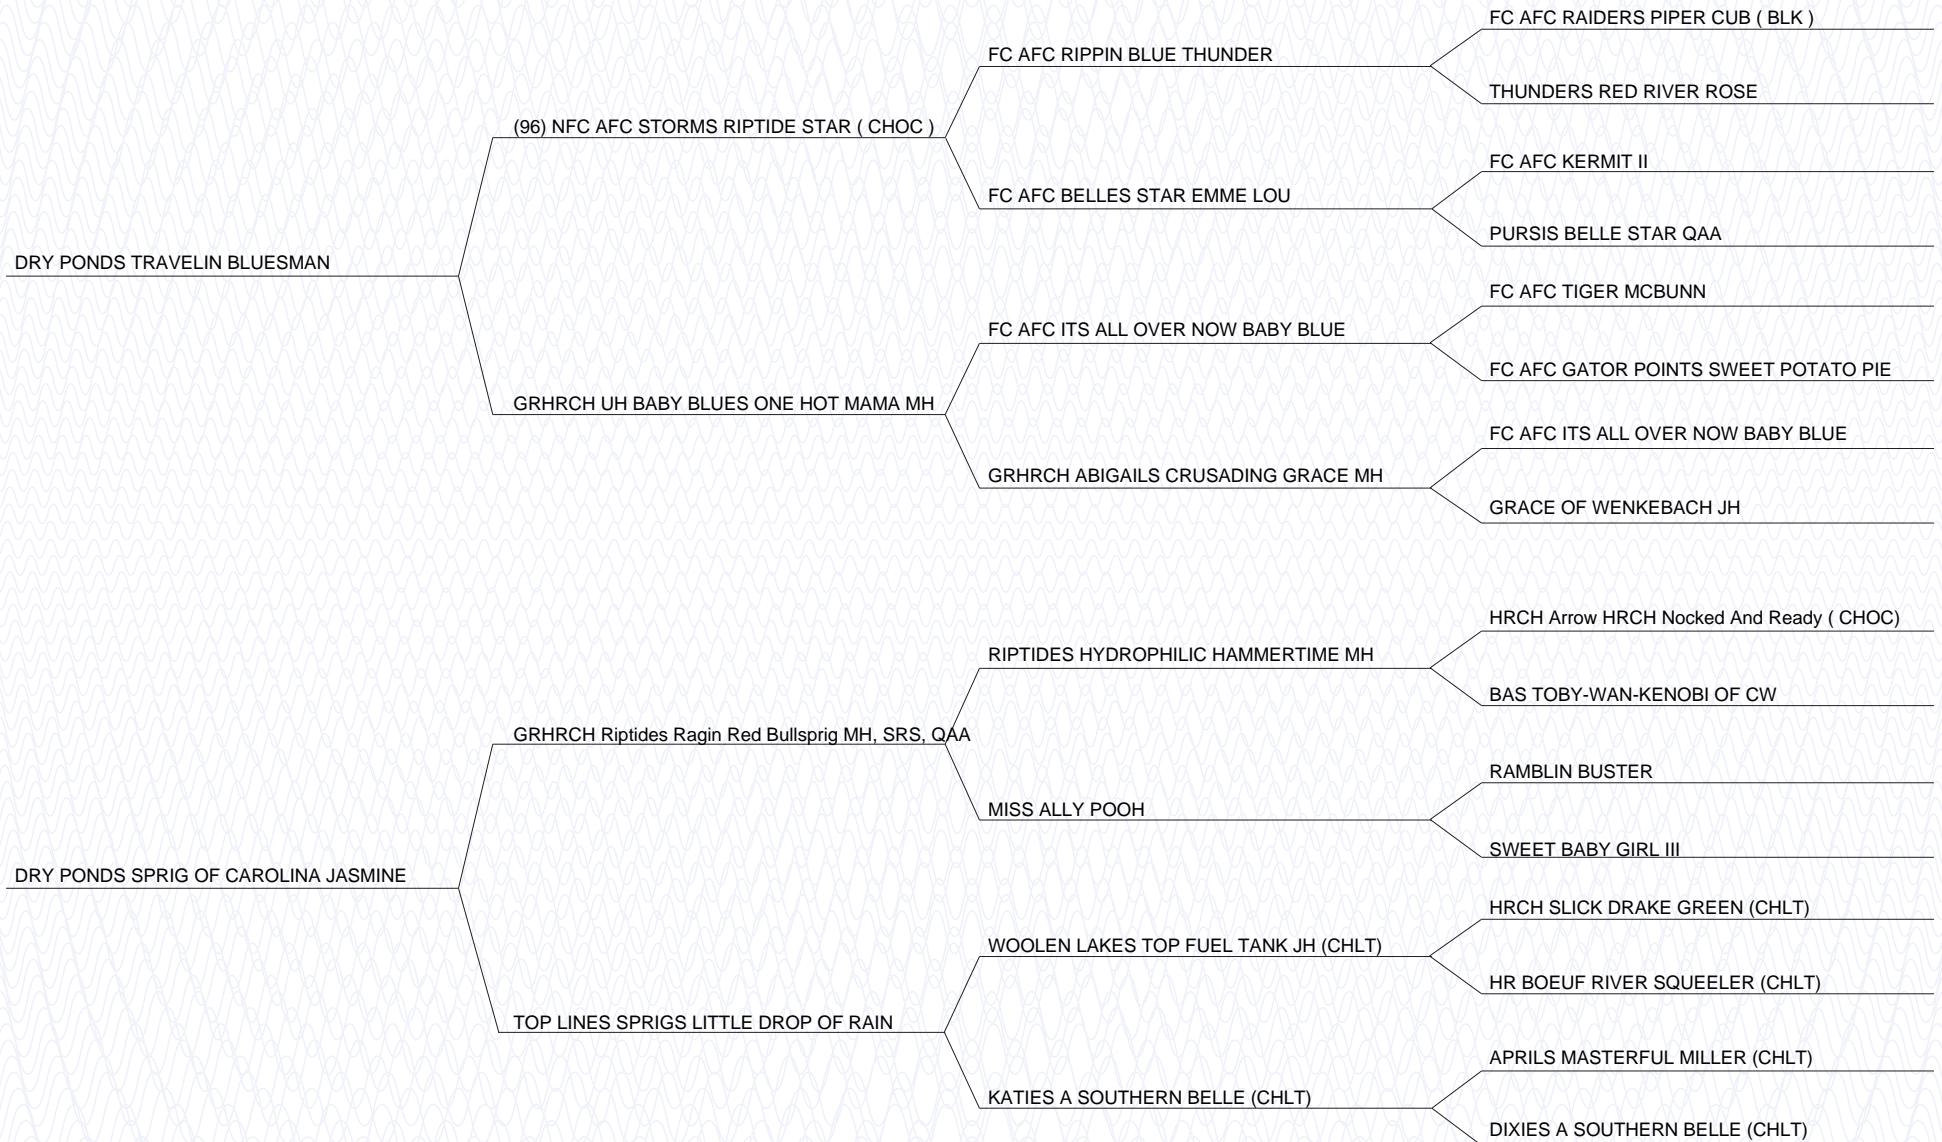 FC AFC RAIDERS PIPER CUB ( BLK )
FC AFC RIPPIN BLUE THUNDER
THUNDERS RED RIVER ROSE
(96) NFC AFC STORMS RIPTIDE STAR ( CHOC )
FC AFC KERMIT II
FC AFC BELLES STAR EMME LOU
PURSIS BELLE STAR QAA
DRY PONDS TRAVELIN BLUESMAN
FC AFC TIGER MCBUNN
FC AFC ITS ALL OVER NOW BABY BLUE
FC AFC GATOR POINTS SWEET POTATO PIE
GRHRCH UH BABY BLUES ONE HOT MAMA MH
FC AFC ITS ALL OVER NOW BABY BLUE
GRHRCH ABIGAILS CRUSADING GRACE MH
GRACE OF WENKEBACH JH
HRCH Arrow HRCH Nocked And Ready ( CHOC)
RIPTIDES HYDROPHILIC HAMMERTIME MH
BAS TOBY-WAN-KENOBI OF CW
GRHRCH Riptides Ragin Red Bullsprig MH, SRS, QAA
RAMBLIN BUSTER
MISS ALLY POOH
SWEET BABY GIRL III
DRY PONDS SPRIG OF CAROLINA JASMINE
HRCH SLICK DRAKE GREEN (CHLT)
WOOLEN LAKES TOP FUEL TANK JH (CHLT)
HR BOEUF RIVER SQUEELER (CHLT)
TOP LINES SPRIGS LITTLE DROP OF RAIN
APRILS MASTERFUL MILLER (CHLT)
KATIES A SOUTHERN BELLE (CHLT)
DIXIES A SOUTHERN BELLE (CHLT)